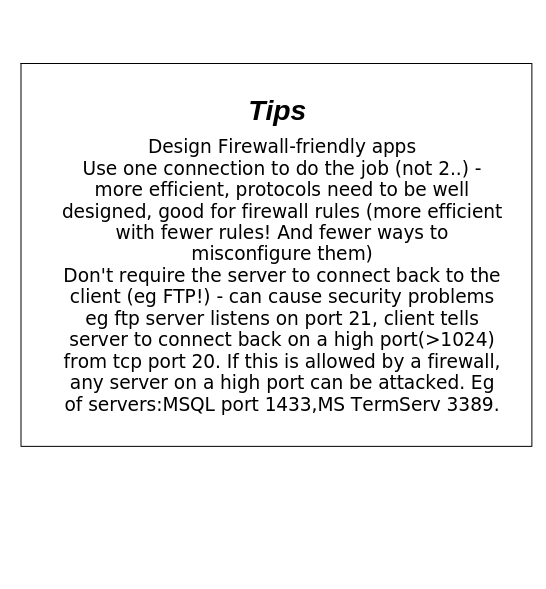 Tips
Design Firewall-friendly apps
Use one connection to do the job (not 2..) -
more efficient, protocols need to be well
designed, good for firewall rules (more efficient
with fewer rules! And fewer ways to
misconfigure them)
Don't require the server to connect back to the
client (eg FTP!) - can cause security problems
eg ftp server listens on port 21, client tells
server to connect back on a high port(>1024)
from tcp port 20. If this is allowed by a firewall,
any server on a high port can be attacked. Eg
of servers:MSQL port 1433,MS TermServ 3389.